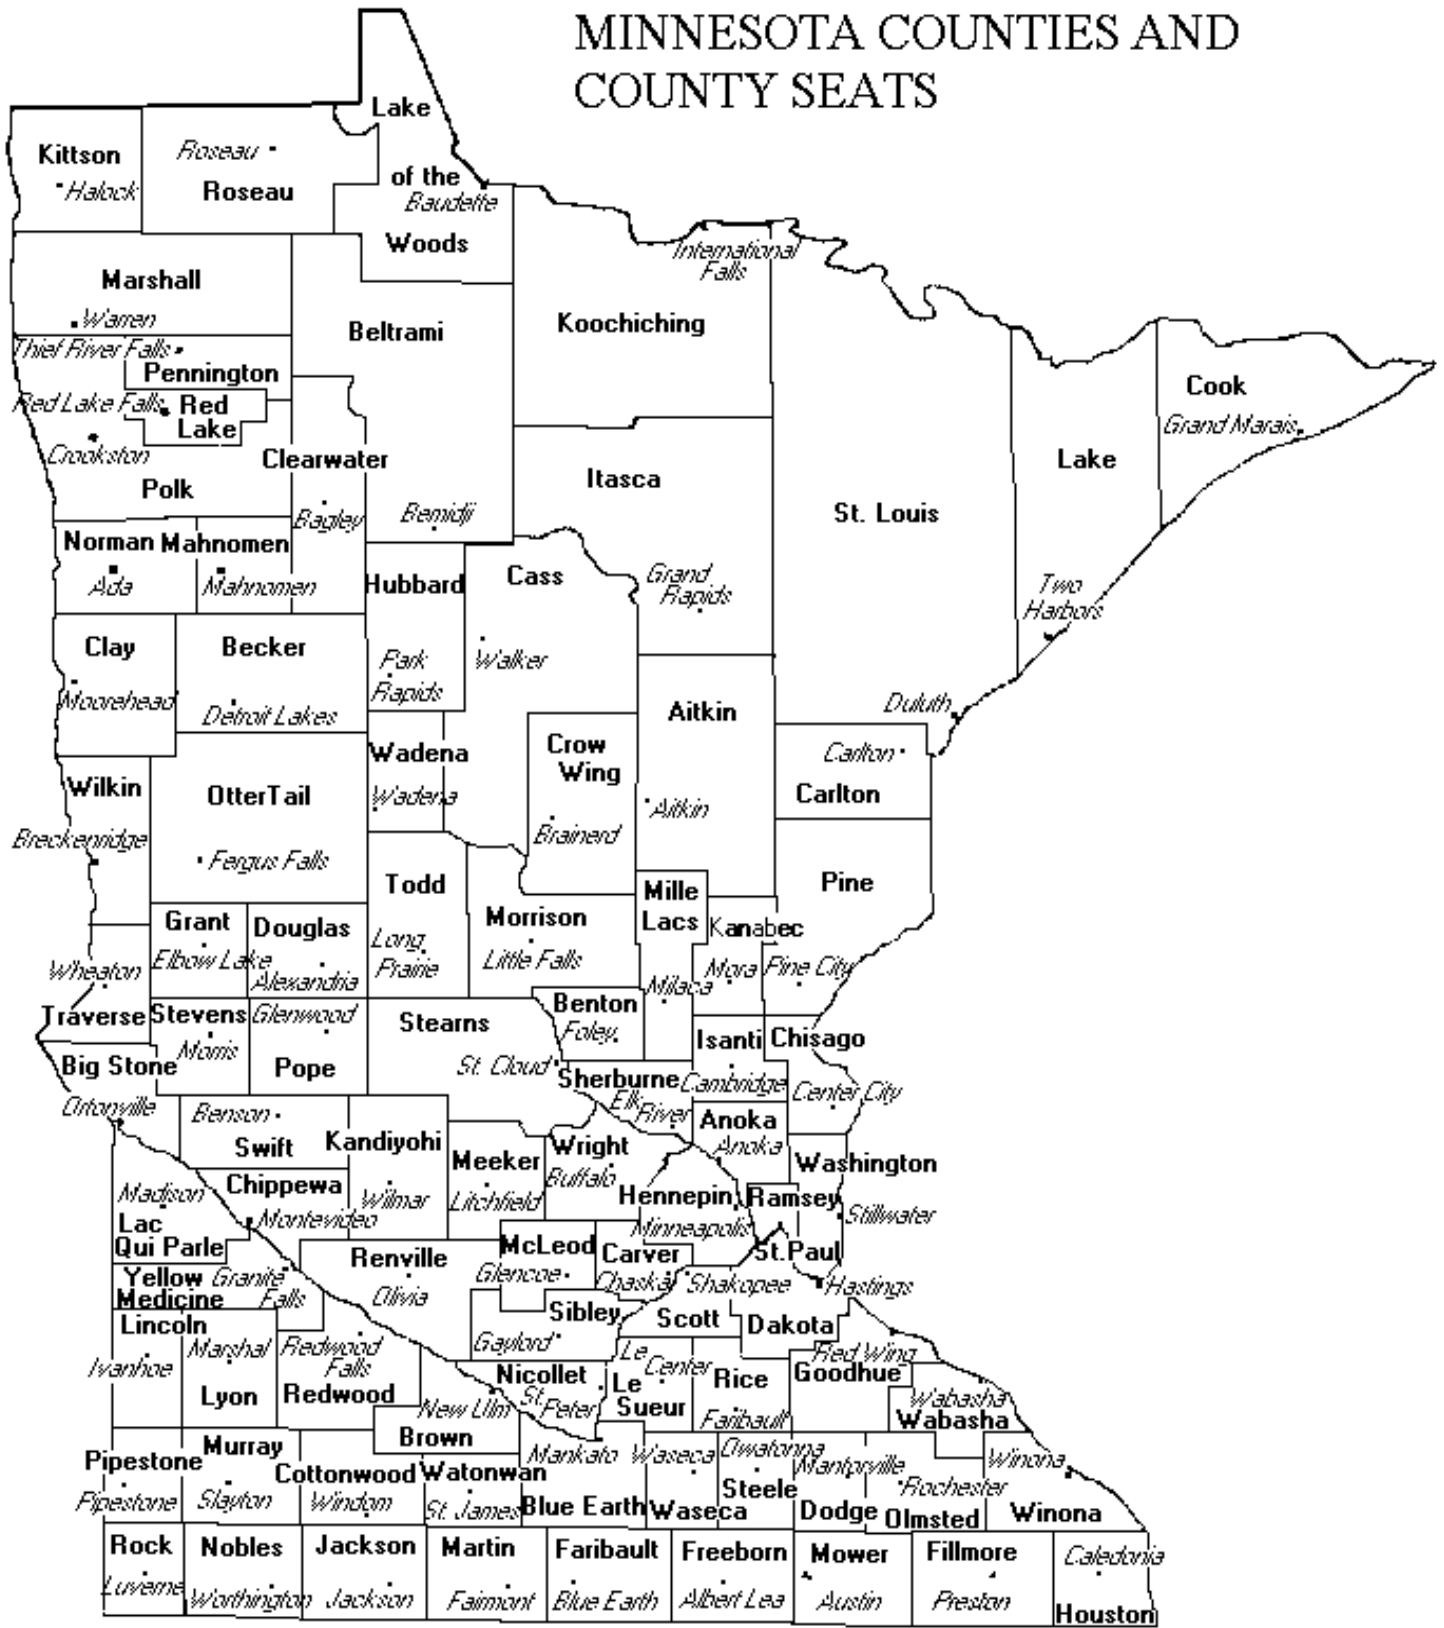 MINNESOTA COUNTIES AND
COUNTY SEATS
Lake
of the
Baudette
Woods
Kittson
Halock
Roseau
Roseau
International
Falls
Koochiching
Marshall
Warren
Beltrami
Bemidji
Thief River Falls
Pennington
Red Lake Falls
Red
Lake
Crookston
Polk
Clearwater
Bagley
Itasca
Grand
Rapids
St. Louis
Duluth
Lake
Two
Harbors
Cook
Grand Marais
Norman
Ada
Mahnomen
Mahnomen
Hubbard
Park
Rapids
Cass
Walker
Clay
Moorehead
Becker
Detroit Lakes
Aitkin
Aitkin
Wadena
Wadena
Crow
Wing
Brainerd
Carlton
Carlton
Wilkin
Breckenridge
OtterTail
Fergus Falls
Todd
Long
Prairie
Morrison
Little Falls
Mille
Lacs
Milaca
Kanabec
Mora
Pine
Pine City
Grant
Elbow Lake
Douglas
Alexandria
Wheaton
Traverse
Stevens
Morris
Glenwood
Pope
Stearns
St. Cloud
Benton
Foley
Isanti
Cambridge
Chisago
Center City
Big Stone
Ortonville
Sherburne
Elk
River
Anoka
Anoka
Benson
Swift
Kandiyohi
Wilmar
Meeker
Litchfield
Wright
Buffalo
Washington
Stillwater
Hennepin
Minneapolis
Ramsey
St.Paul
Chippewa
Montevideo
Madison
Lac
Qui Parle
Renville
Olivia
McLeod
Glencoe
Carver
Chaska
Shakopee
Scott
Hastings
Dakota
Yellow
Medicine
Granite
Falls
Sibley
Gaylord
Lincoln
Ivanhoe
Marshal
Lyon
Redwood
Falls
Redwood
Nicollet
St.
Peter
Le
Center
Le
Sueur
Rice
Faribault
Red Wing
Goodhue
Wabasha
Wabasha
New Ulm
Brown
Pipestone
Pipestone
Murray
Slayton
Cottonwood
Windom
Watonwan
St. James
Mankato
Blue Earth
Waseca
Waseca
Owatonna
Steele
Mantorville
Dodge
Rochester
Olmsted
Winona
Winona
Rock
Luverne
Nobles
Worthington
Jackson
Jackson
Martin
Fairmont
Faribault
Blue Earth
Freeborn
Albert Lea
Mower
Austin
Fillmore
Preston
Caledonia
Houston